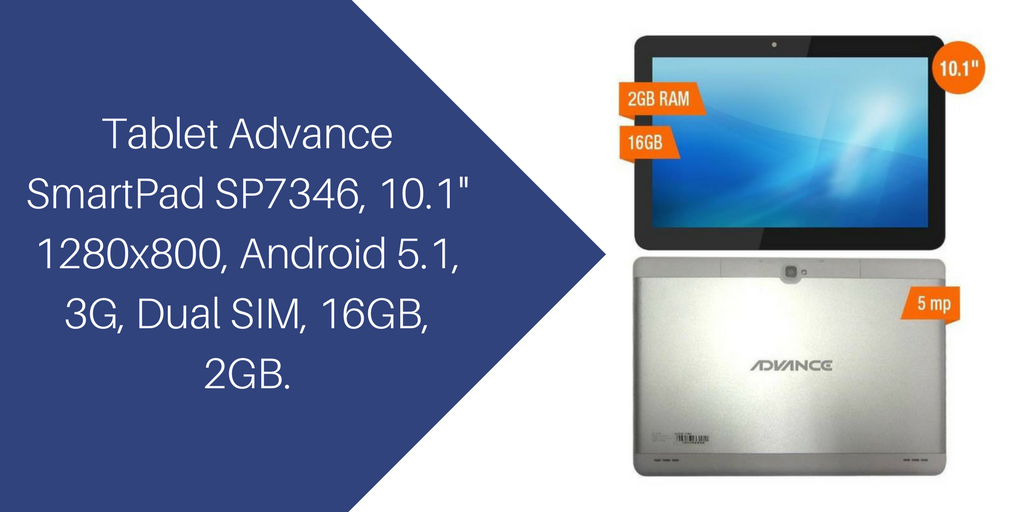 Tablet Advance
SmartPad SP7346, 10.1"
1280x800, Android 5.1,
3G, Dual SIM, 16GB,
2GB.
10.1"
2GB RAM
16GB
5 mp
ADVANCE